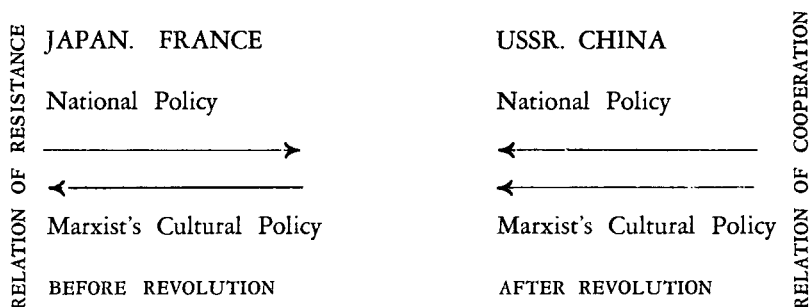 RELATION OF RESISTANCE
JAPAN. FRANCE
National Policy
Marxist's Cultural Policy
BEFORE REVOLUTION
USSR. CHINA
National Policy
Marxist's Cultural Policy
AFTER REVOLUTION
RELATION OF COOPERATION